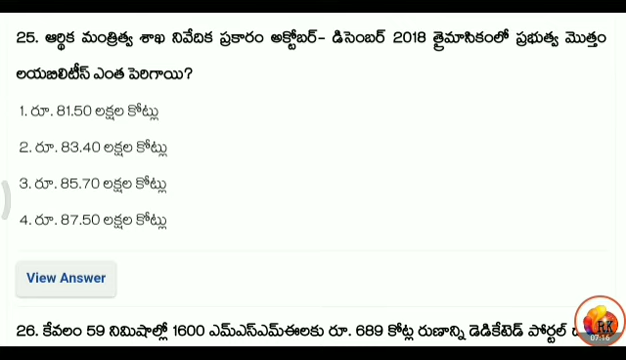 25. ఆర్థిక మంత్రిత్వ శాఖ నివేదిక ప్రకారం అక్టోబర్- డిసెంబర్ 2018 త్రైమాసికంలో ప్రభుత్వ మొత్తం
లయబిలిటీస్ ఎంత పెరిగాయి?
1. రూ. 81.50 లక్షల కోట్లు
2. రూ. 83.40 లక్షల కోట్లు
3. రూ. 85.70 లక్షల కోట్లు
4. రూ. 87.50 లక్షల కోట్లు
View Answer
26. కేవలం 59 నిమిషాల్లో 1600 ఎమ్ఎస్ఎమ్ఈలకు రూ. 689 కోట్ల రుణాన్ని డెడికేటెడ్ పోర్టల్
RK
07:16